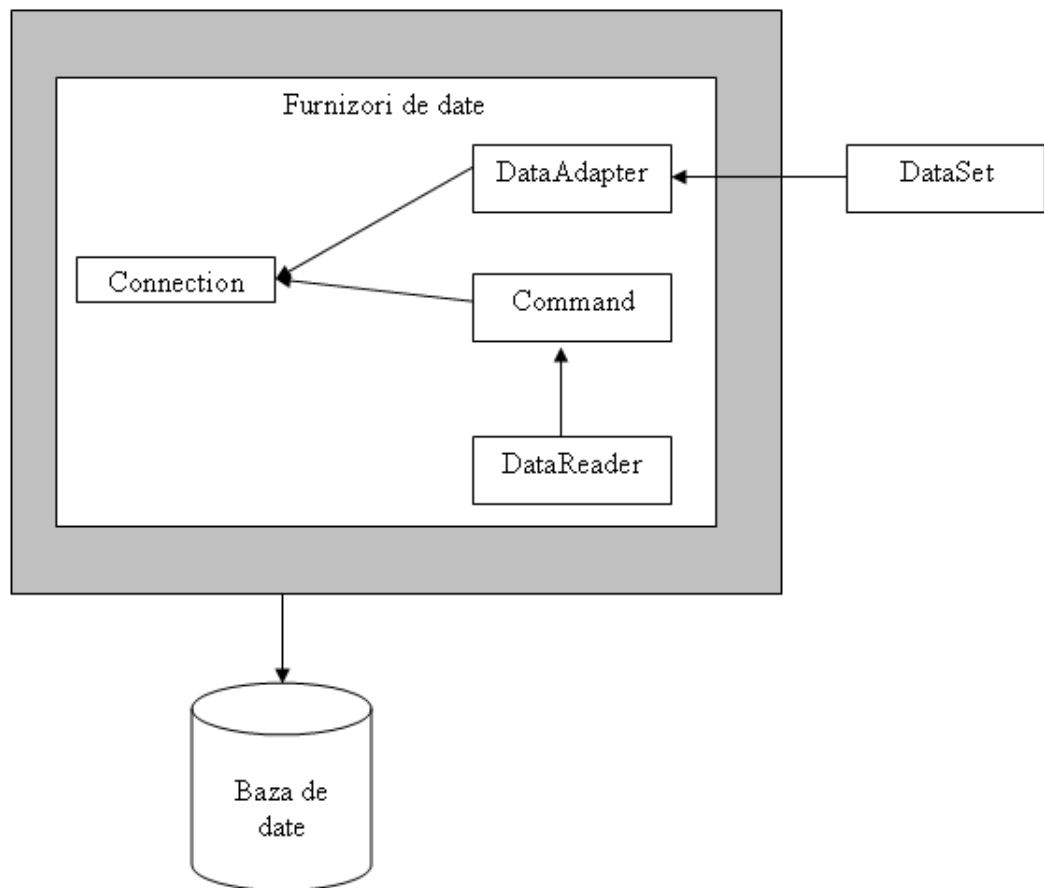 Furnizori de date
DataAdapter
DataSet
Connection
Command
DataReader
Baza de
date